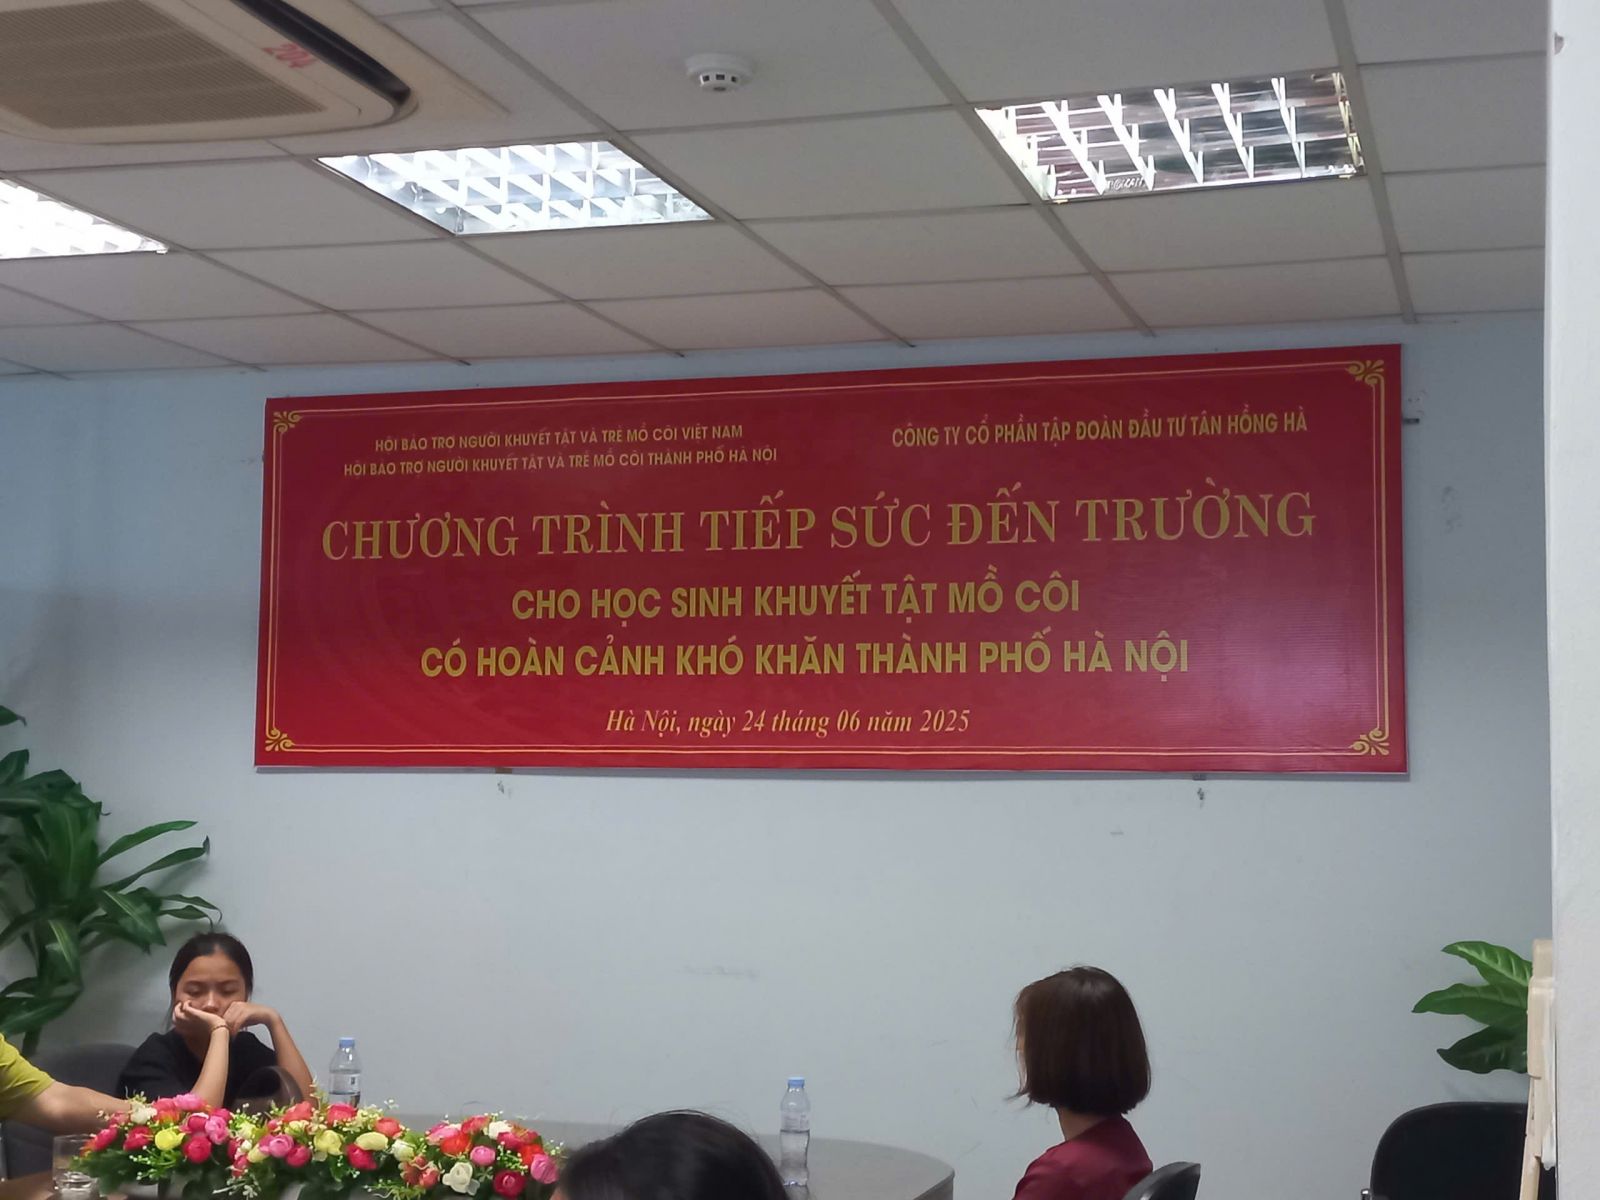 204
HỘI BẢO TRỢ NGƯỜI KHUYẾT TẬT VÀ TRẺ MỒ CÔI VIỆT NAM
HỘI BẢO TRỢ NGƯỜI KHUYẾT TẬT VÀ TRẺ MỒ CÔI THÀNH PHỐ HÀ NỘI
CÔNG TY CỔ PHẦN TẬP ĐOÀN ĐẦU TƯ TÂN HỒNG HÀ
CHƯƠNG TRÌNH TIẾP SỨC ĐẾN TRƯỜNG
CHO HỌC SINH KHUYẾT TẬT MỒ CÔI
CÓ HOÀN CẢNH KHÓ KHĂN THÀNH PHỐ HÀ NỘI
Hà Nội, ngày 24 tháng 06 năm 2025